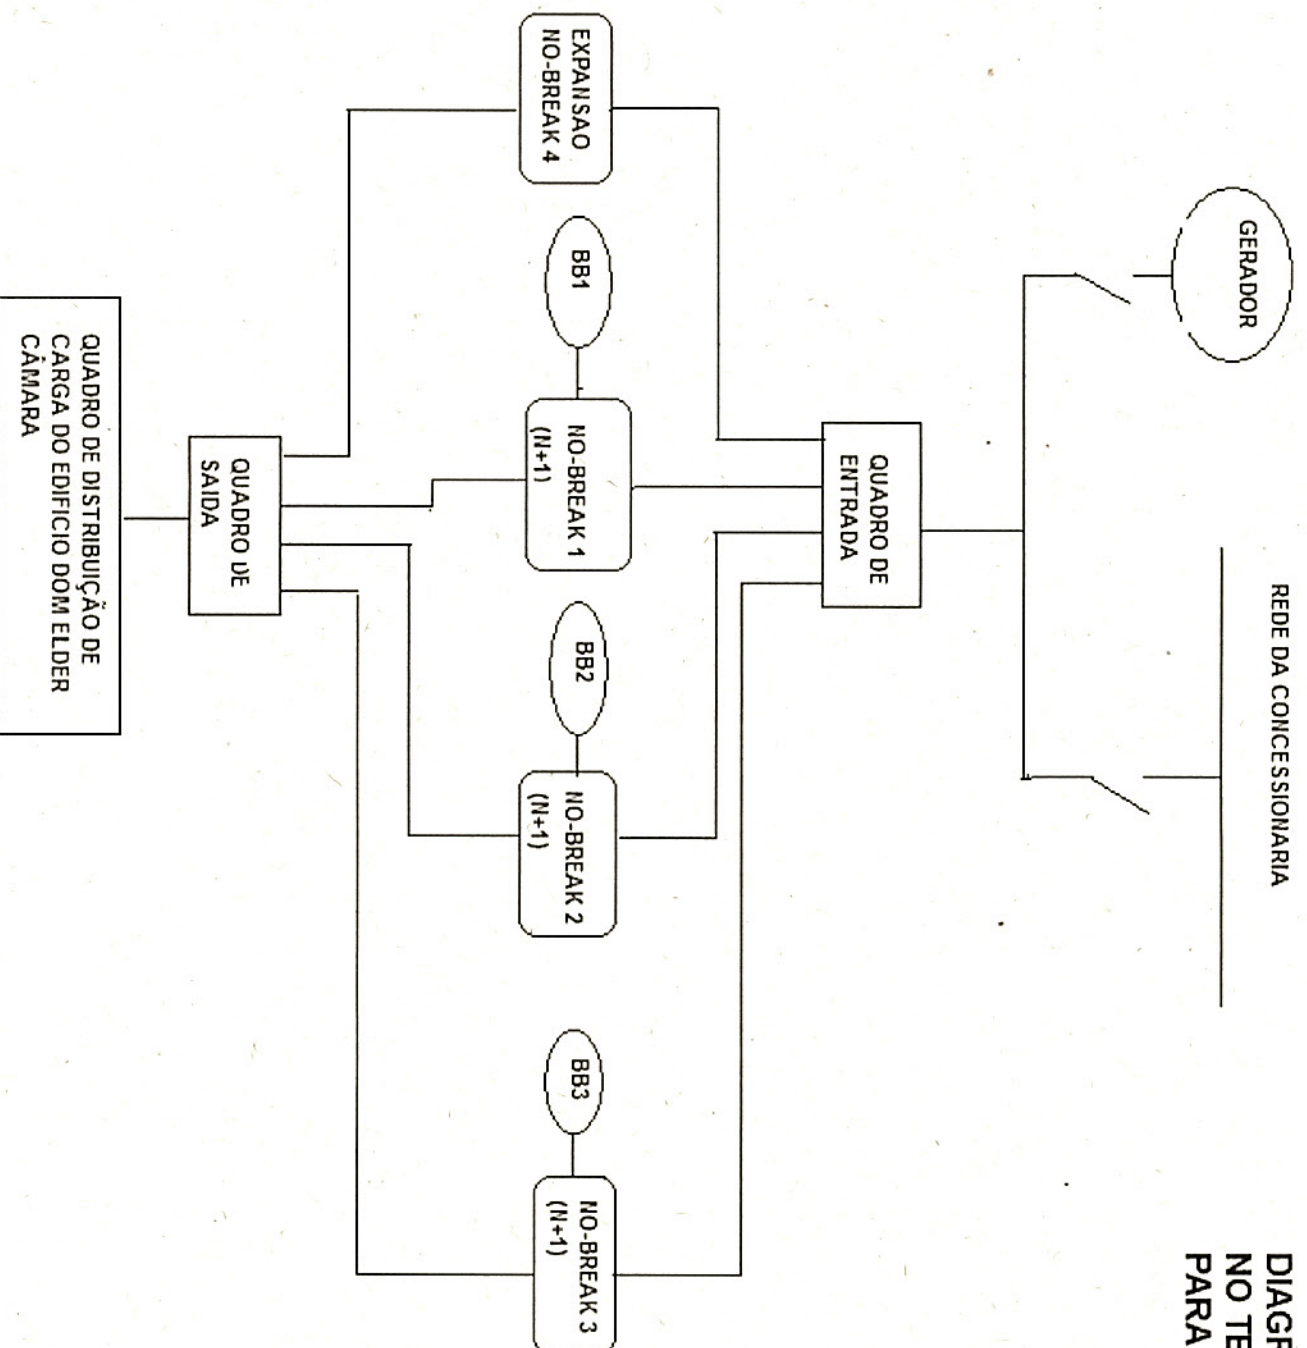 DIAGR
NO TE
PARA
REDE DA CONCESSIONARIA
GERADOR
QUADRO DE
ENTRADA
EXPANSAO
NO-BREAK 4
BB1
NO-BREAK 1
(N+1)
BB2
NO-BREAK 2
(N+1)
BB3
NO-BREAK 3
(N+1)
QUADRO DE
SAIDA
QUADRO DE DISTRIBUIÇÃO DE
CARGA DO EDIFICIO DOM ELDER
CÂMARA